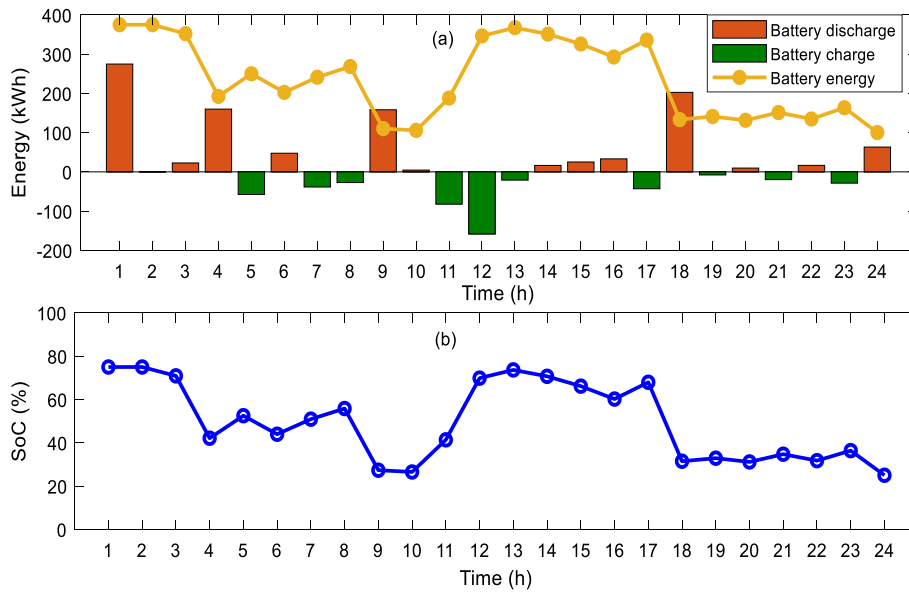 400
300
200
100
0
-100
-200
Energy (kWh)
(a)
Battery discharge
Battery charge
Battery energy
1 2 3 4 5 6 7 8 9 10 11 12 13 14 15 16 17 18 19 20 21 22 23 24
Time (h)
100
80
60
40
20
0
SoC (%)
(b)
1 2 3 4 5 6 7 8 9 10 11 12 13 14 15 16 17 18 19 20 21 22 23 24
Time (h)